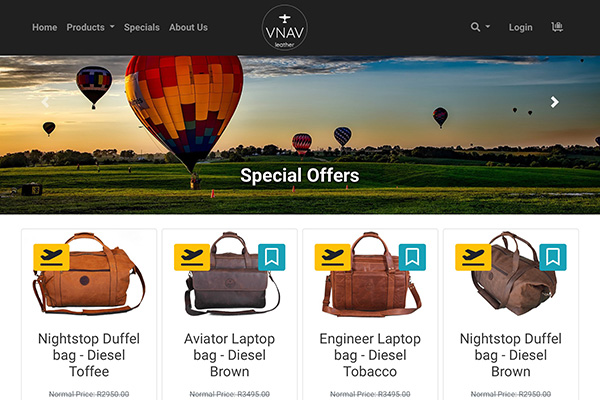 Home Products Specials About Us VNAV leather Login
Special Offers
Nightstop Duffel bag - Diesel Toffee
Aviator Laptop bag - Diesel Brown
Engineer Laptop bag - Diesel Tobacco
Nightstop Duffel bag - Diesel Brown
Normal Price: R2950.00
Normal Price: R3495.00
Normal Price: R3495.00
Normal Price: R2950.00